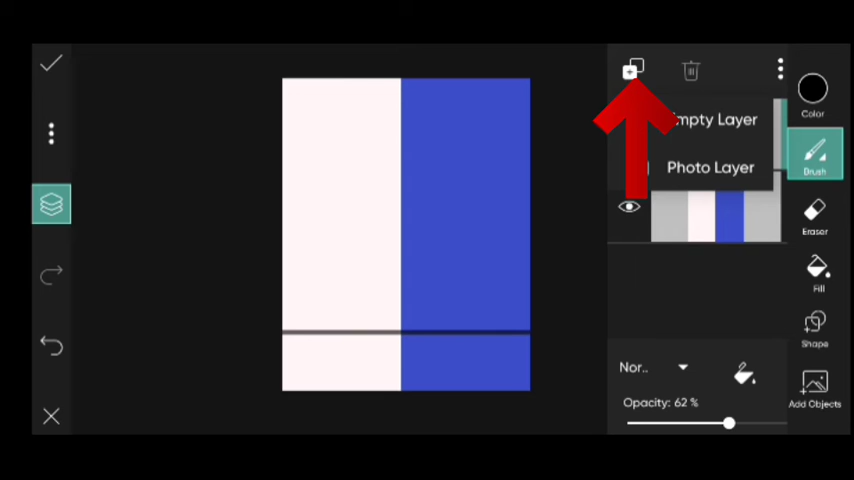 Color
mpty Layer
Brush
Photo Layer
Eraser
Fill
Shape
Nor..
Add Objects
Opacity: 62 %